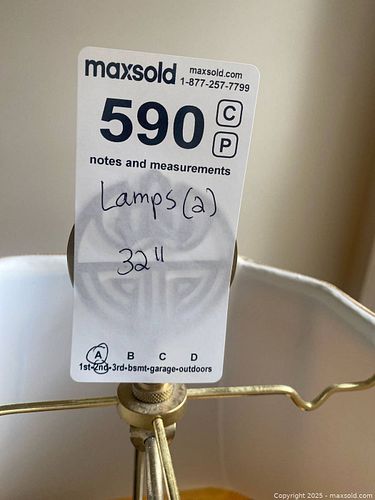 maxsold maxsold.com
1-877-257-7799
590 C
P
notes and measurements
Lamps (2)
32"
A B C D
1st-2nd-3rd-bsmt-garage-outdoors
Copyright 2025 - maxsold.com